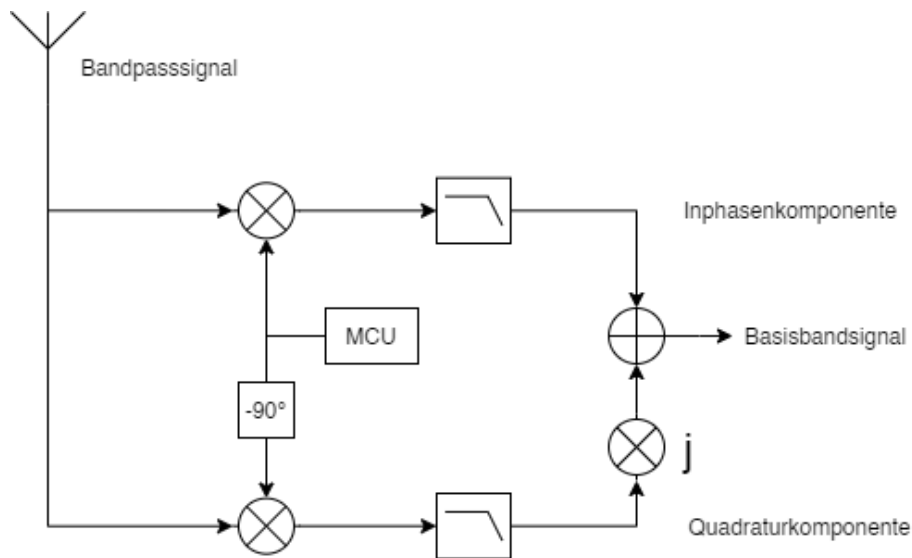 Bandpasssignal
Inphasenkomponente
MCU
Basisbandsignal
-90°
j
Quadraturkomponente